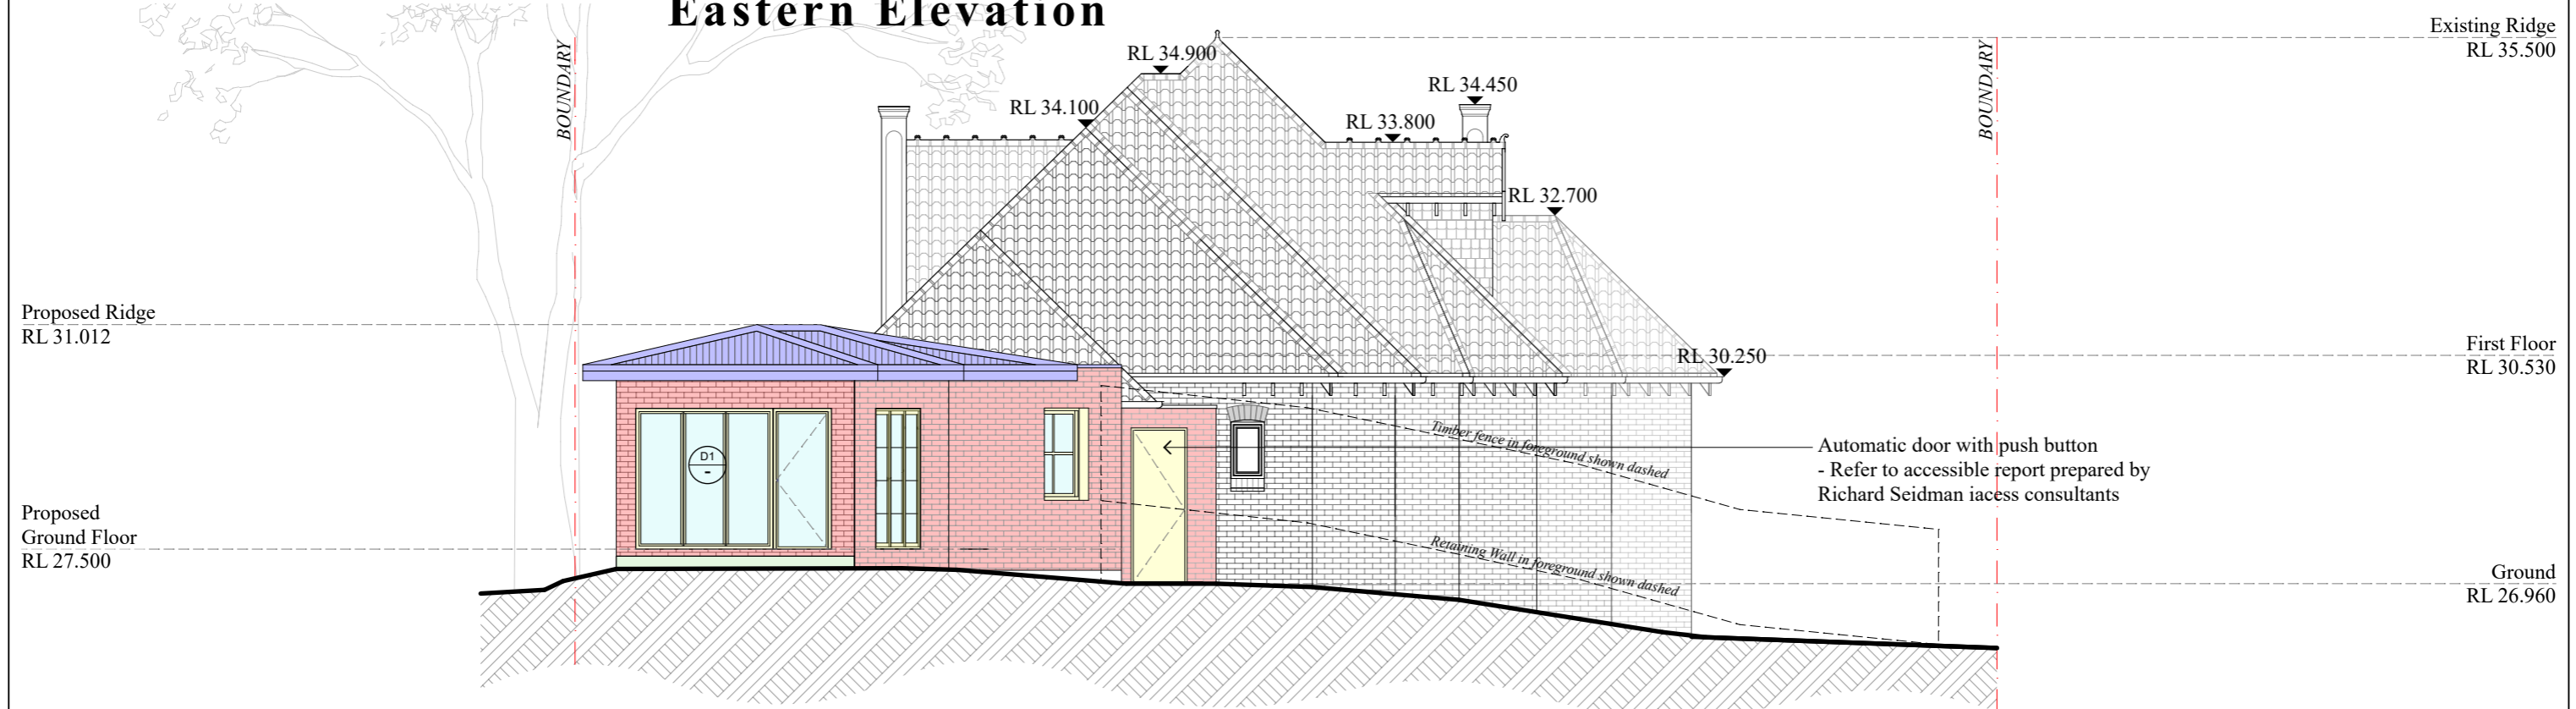 Eastern Elevation
BOUNDARY
BOUNDARY
Existing Ridge
RL 35.500
RL 34.900
RL 34.450
RL 34.100
RL 33.800
RL 32.700
Proposed Ridge
RL 31.012
First Floor
RL 30.530
RL 30.250
Timber fence in foreground shown dashed
Automatic door with push button
- Refer to accessible report prepared by
Richard Seidman iacess consultants
D1
-
Proposed
Ground Floor
RL 27.500
Retaining Wall in foreground shown dashed
Ground
RL 26.960